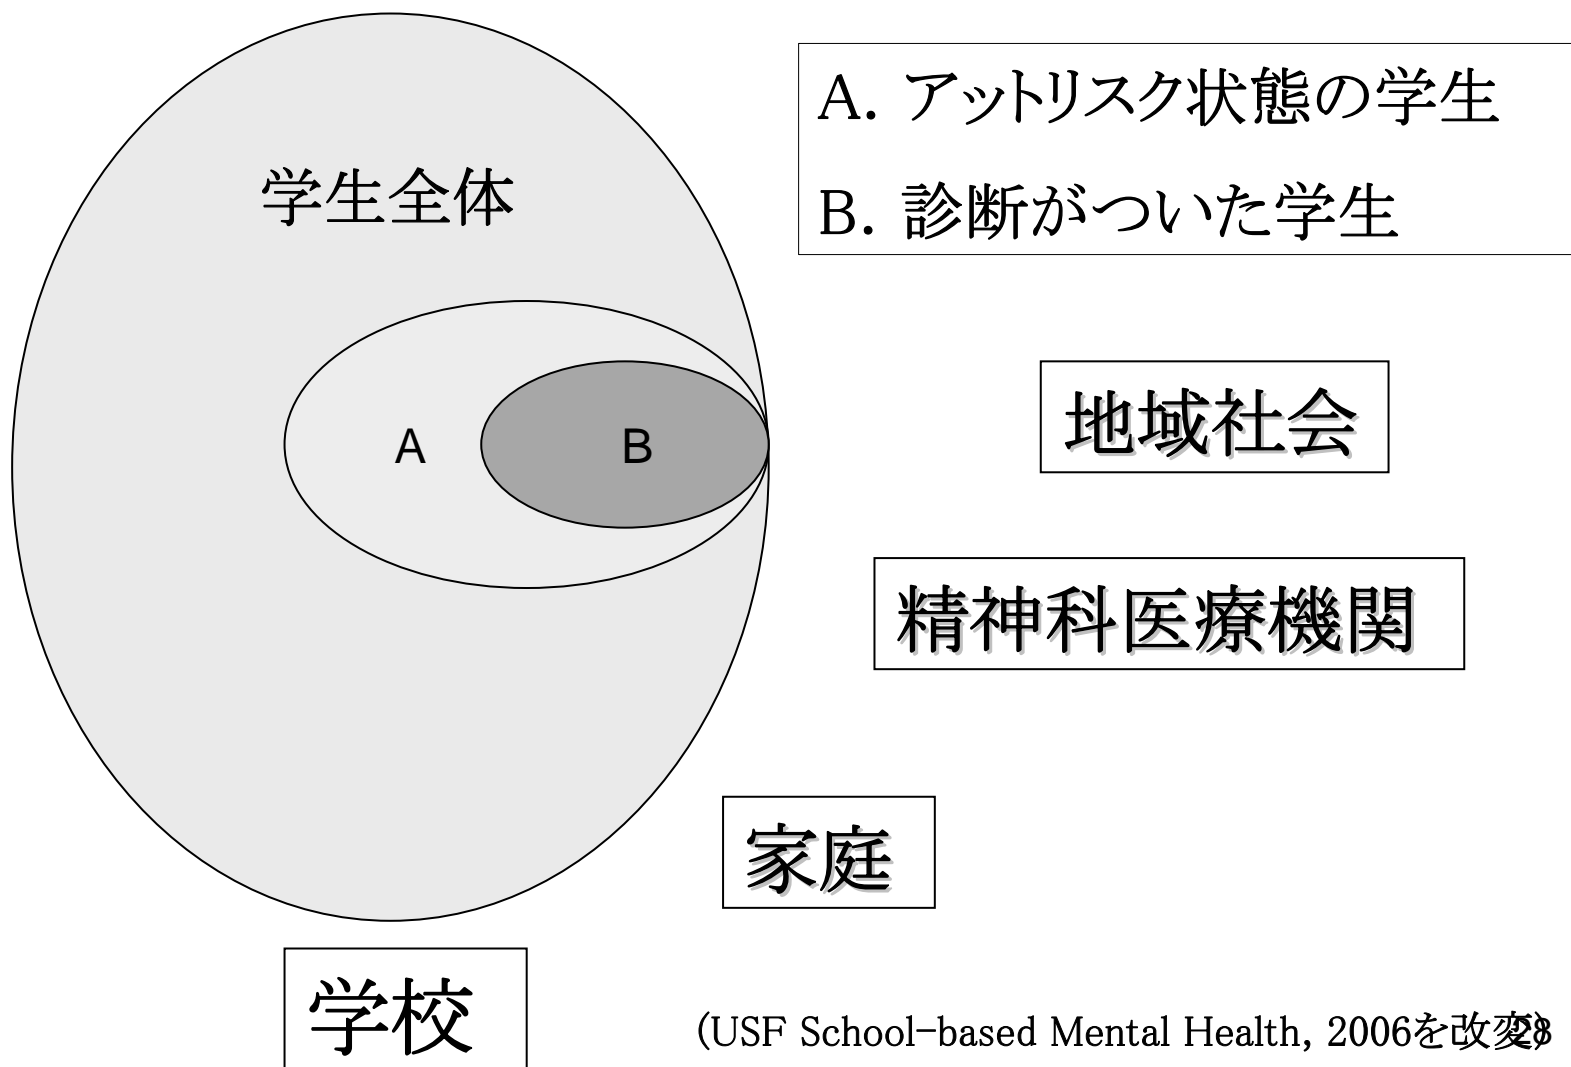 A. アットリスク状態の学生
学生全体
B. 診断がついた学生
地域社会
A
B
精神科医療機関
家庭
学校
(USF School-based Mental Health, 2006を改変)
28